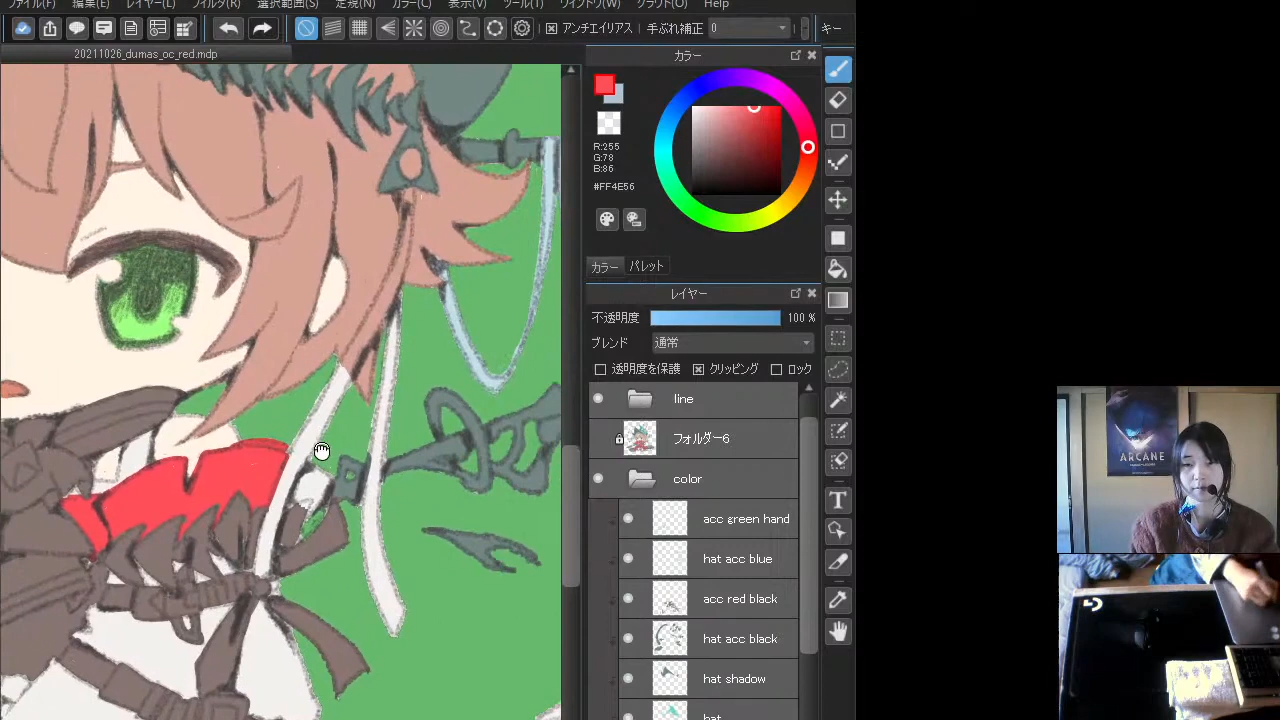 ファイル(F) 編集(E) レイヤー(L) フィルタ(R) 選択範囲(S) 定規(N) カラー(C) 表示(V) ツール(T) ウィンドウ(W) クラウド(O) Help
アンチエイリアス 手ぶれ補正 0 キー
20211026_dumas_oc_red.mdp
カラー
R:255
G:78
B:86
#FF4E56
カラー パレット
レイヤー
不透明度 100 %
ブレンド 通常
透明度を保護 クリッピング ロック
line
フォルダー6
color
acc green hand
hat acc blue
acc red black
hat acc black
hat shadow
hat
ARCANE